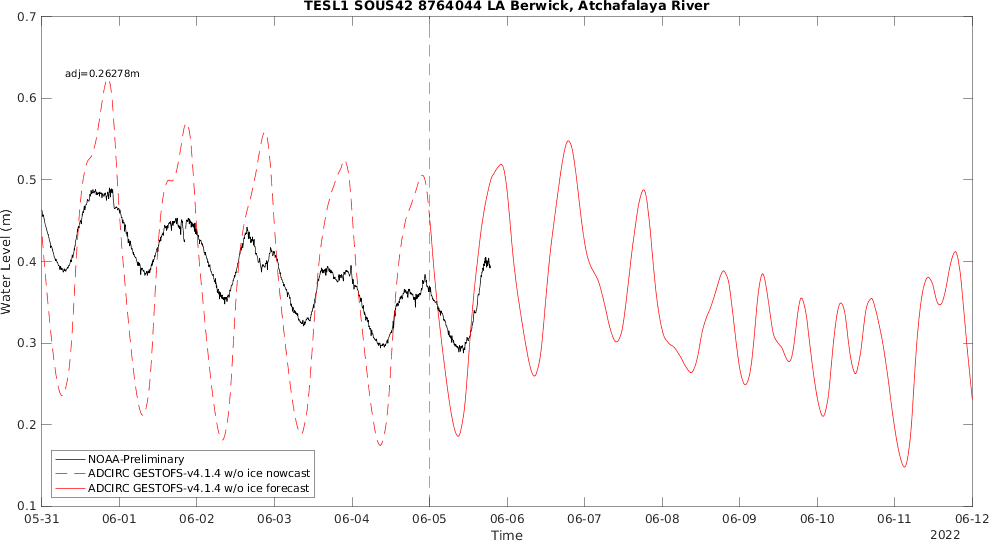 TESL1 SOUS42 8764044 LA Berwick, Atchafalaya River
adj=0.26278m
0.7
0.6
0.5
0.4
0.3
0.2
0.1
Water Level (m)
NOAA-Preliminary
ADCIRC GESTOFS-v4.1.4 w/o ice nowcast
ADCIRC GESTOFS-v4.1.4 w/o ice forecast
05-31 06-01 06-02 06-03 06-04 06-05 06-06 06-07 06-08 06-09 06-10 06-11 06-12
Time
2022